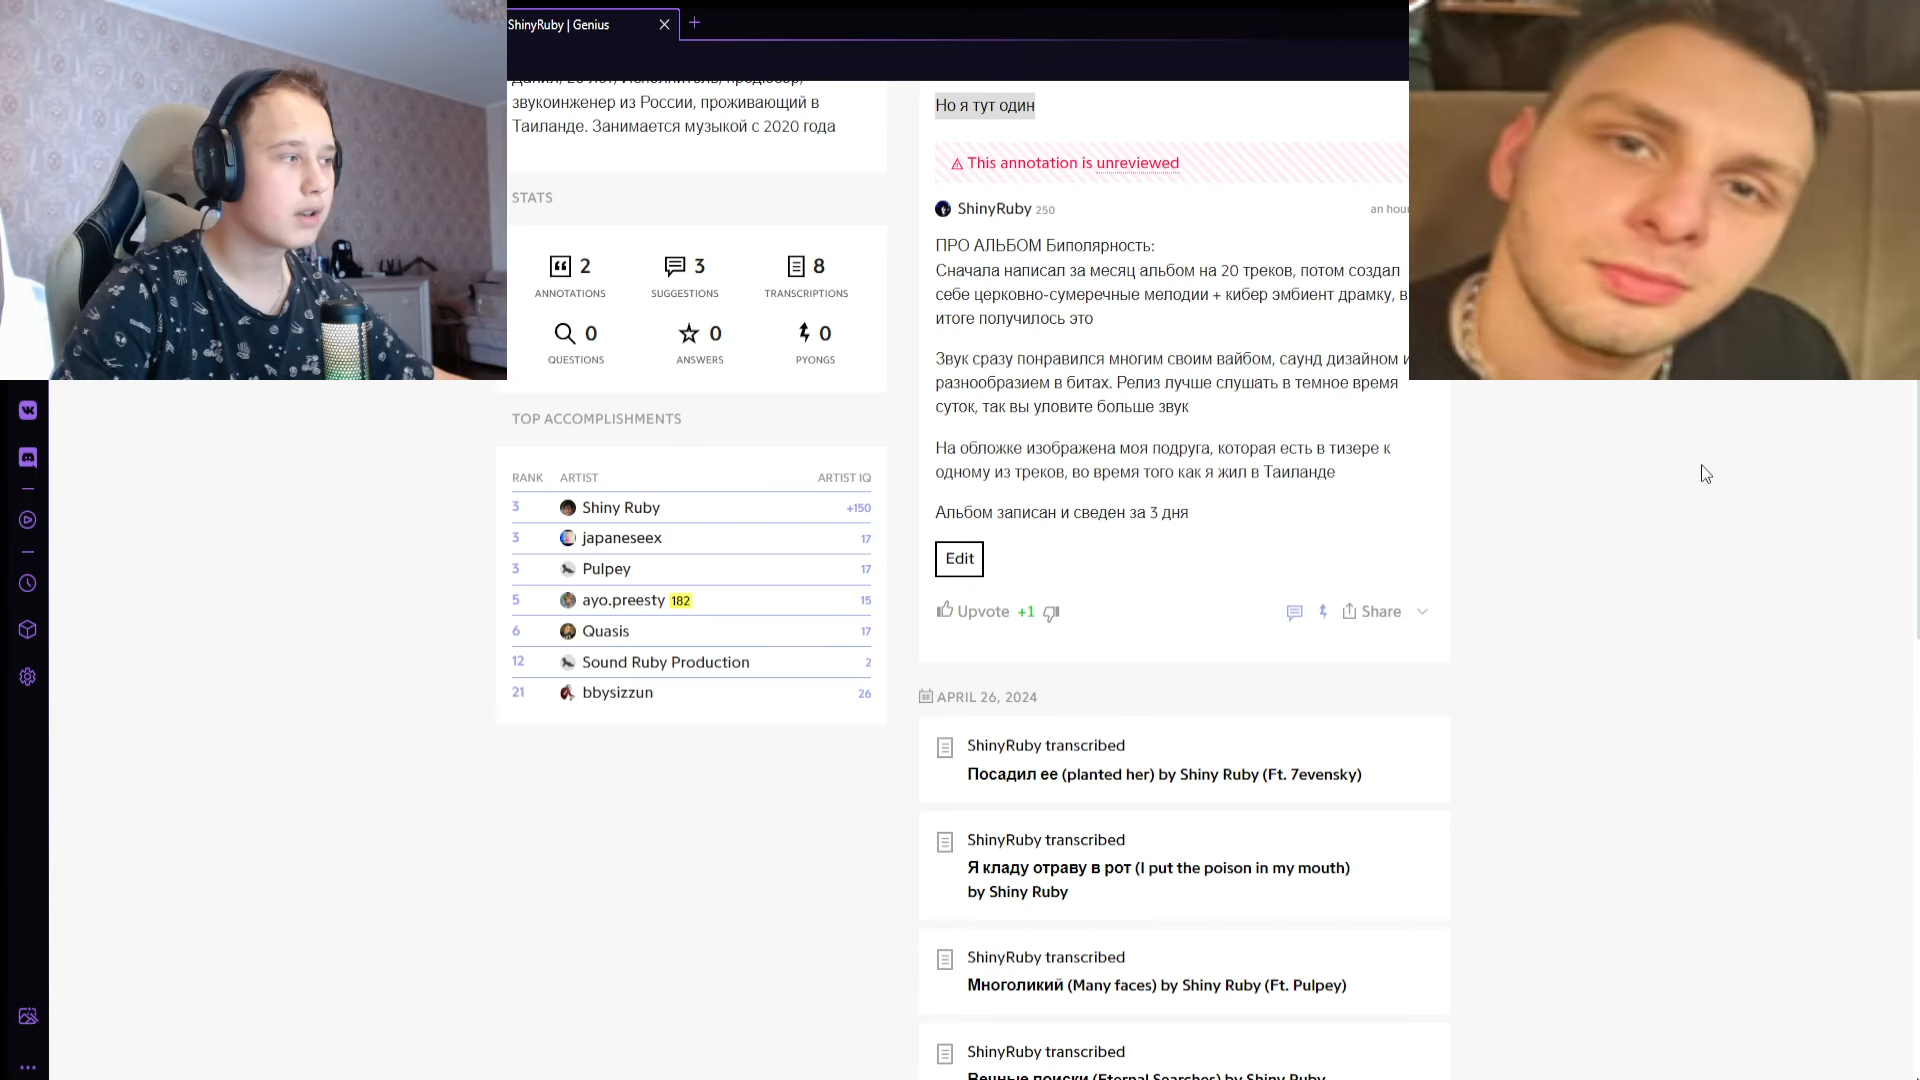 ShinyRuby | Genius
звукоинженер из России, проживающий в
Таиланде. Занимается музыкой с 2020 года
STATS
2
ANNOTATIONS
3
SUGGESTIONS
8
TRANSCRIPTIONS
0
QUESTIONS
0
ANSWERS
0
PYONGS
TOP ACCOMPLISHMENTS
RANK ARTIST ARTIST IQ
3 Shiny Ruby +150
3 japaneseex 17
3 Pulpey 17
5 ayo.preesty 182 15
6 Quasis 17
12 Sound Ruby Production 2
21 bbysizzun 26
Но я тут один
This annotation is unreviewed
ShinyRuby 250 an hour
ПРО АЛЬБОМ Биполярность:
Сначала написал за месяц альбом на 20 треков, потом создал
себе церковно-сумеречные мелодии + кибер эмбиент драмку, в
итоге получилось это
Звук сразу понравился многим своим вайбом, саунд дизайном и
разнообразием в битах. Релиз лучше слушать в темное время
суток, так вы уловите больше звук
На обложке изображена моя подруга, которая есть в тизере к
одному из треков, во время того как я жил в Таиланде
Альбом записан и сведен за 3 дня
Edit
Upvote +1 Share
APRIL 26, 2024
ShinyRuby transcribed
Посадил ее (planted her) by Shiny Ruby (Ft. 7evensky)
ShinyRuby transcribed
Я кладу отраву в рот (I put the poison in my mouth)
by Shiny Ruby
ShinyRuby transcribed
Многоликий (Many faces) by Shiny Ruby (Ft. Pulpey)
ShinyRuby transcribed
Вечные поиски (Eternal Searches) by Shiny Ruby